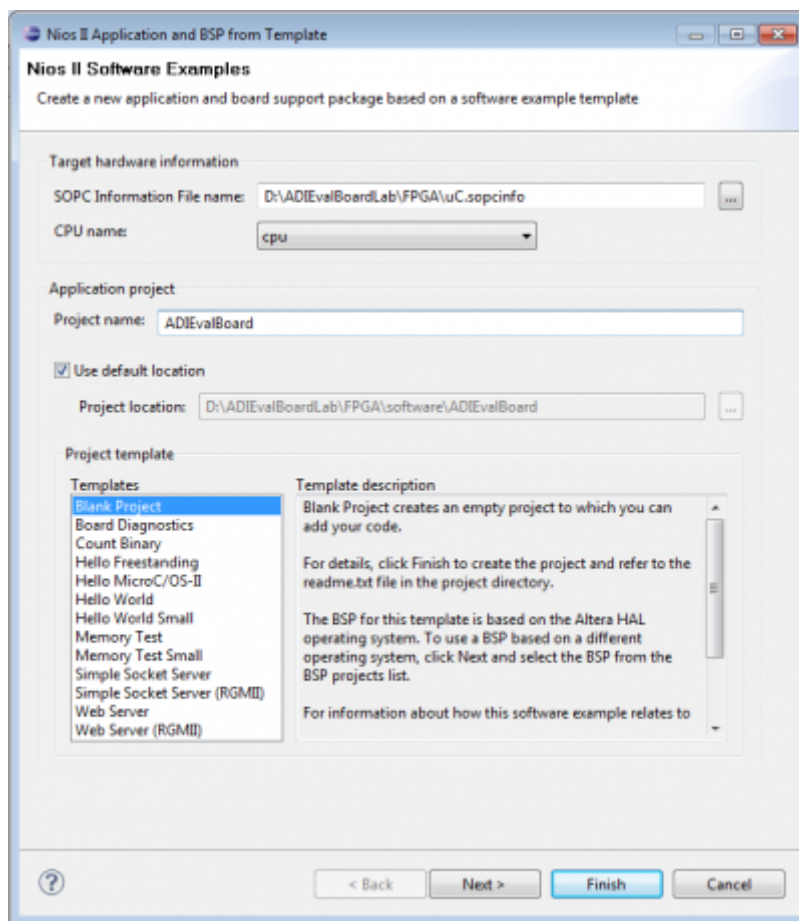 Nios II Application and BSP from Template
Nios II Software Examples
Create a new application and board support package based on a software example template
Target hardware information
SOPC Information File name: D:\ADIEvalBoardLab\FPGA\uC.sopcinfo ...
CPU name: cpu
Application project
Project name: ADIEvalBoard
Use default location
Project location: D:\ADIEvalBoardLab\FPGA\software\ADIEvalBoard ...
Project template
Templates
Blank Project
Board Diagnostics
Count Binary
Hello Freestanding
Hello MicroC/OS-II
Hello World
Hello World Small
Memory Test
Memory Test Small
Simple Socket Server
Simple Socket Server (RGMII)
Web Server
Web Server (RGMII)
Template description
Blank Project creates an empty project to which you can
add your code.
For details, click Finish to create the project and refer to the
readme.txt file in the project directory.
The BSP for this template is based on the Altera HAL
operating system. To use a BSP based on a different
operating system, click Next and select the BSP from the
BSP projects list.
For information about how this software example relates to
? < Back Next > Finish Cancel